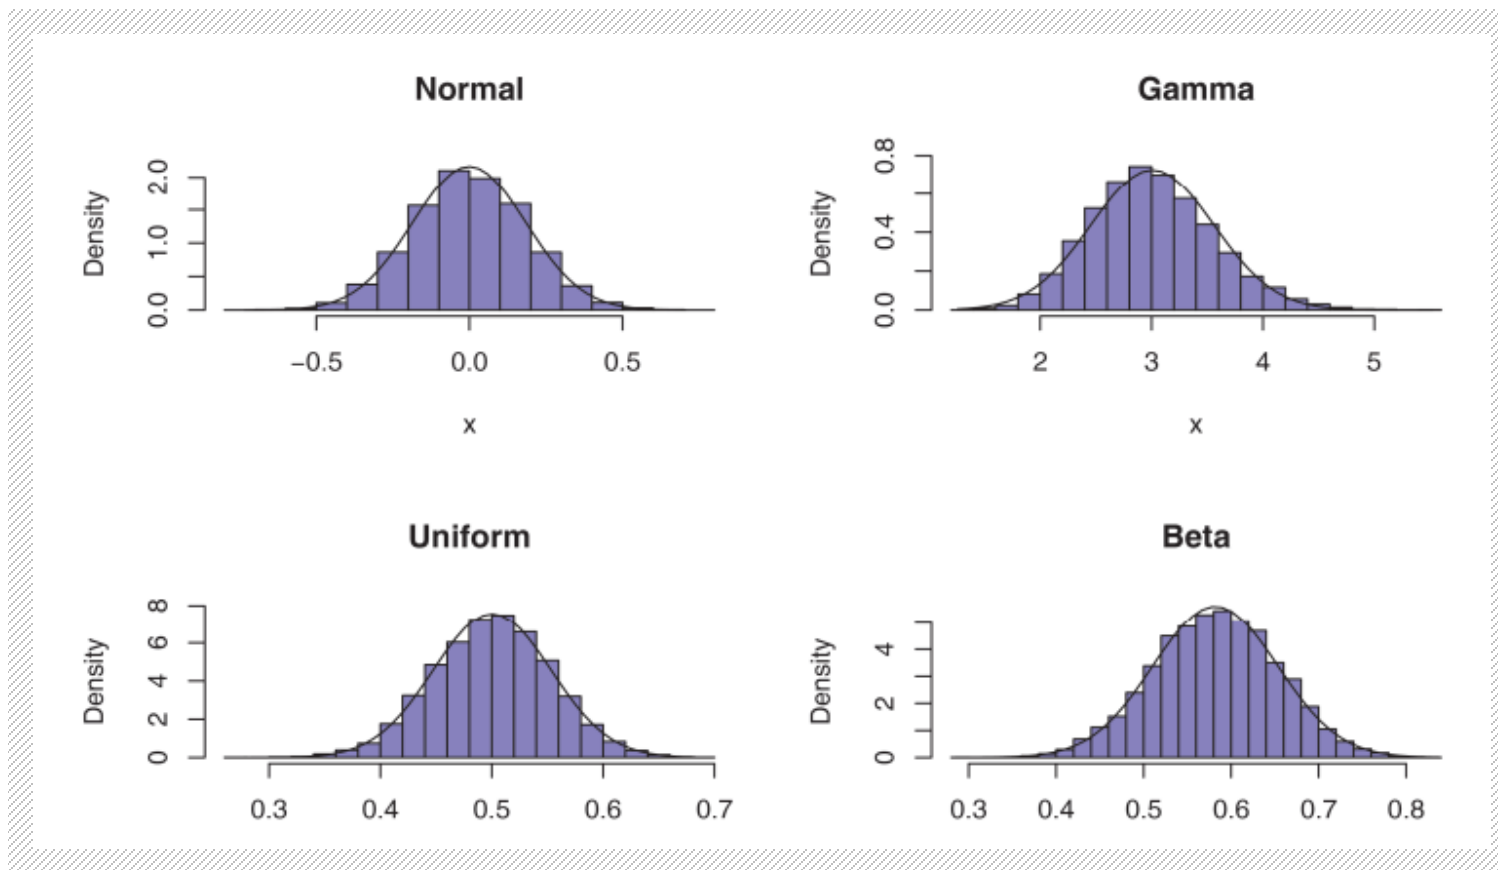 Normal
Density
0.0 1.0 2.0
−0.5 0.0 0.5
x
Gamma
Density
0.0 0.4 0.8
2 3 4 5
x
Uniform
Density
0 2 4 6 8
0.3 0.4 0.5 0.6 0.7
Beta
Density
0 2 4
0.3 0.4 0.5 0.6 0.7 0.8